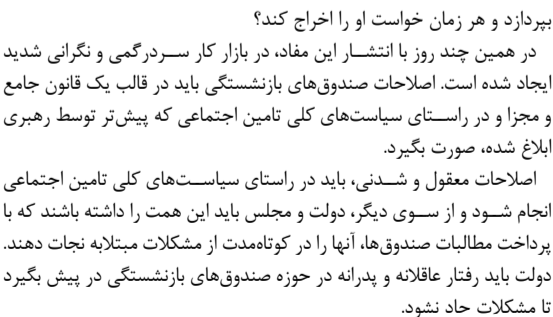 بپردازد و هر زمان خواست او را اخراج کند؟
در همین چند روز با انتشار این مفاد، در بازار کار سردرگمی و نگرانی شدید
ایجاد شده است. اصلاحات صندوق‌های بازنشستگی باید در قالب یک قانون جامع
و مجزا و در راستای سیاست‌های کلی تامین اجتماعی که پیش‌تر توسط رهبری
ابلاغ شده، صورت بگیرد.
اصلاحات معقول و شدنی، باید در راستای سیاست‌های کلی تامین اجتماعی
انجام شود و از سوی دیگر، دولت و مجلس باید این همت را داشته باشند که با
پرداخت مطالبات صندوق‌ها، آنها را در کوتاه‌مدت از مشکلات مبتلابه نجات دهند.
دولت باید رفتار عاقلانه و پدرانه در حوزه صندوق‌های بازنشستگی در پیش بگیرد
تا مشکلات حاد نشود.